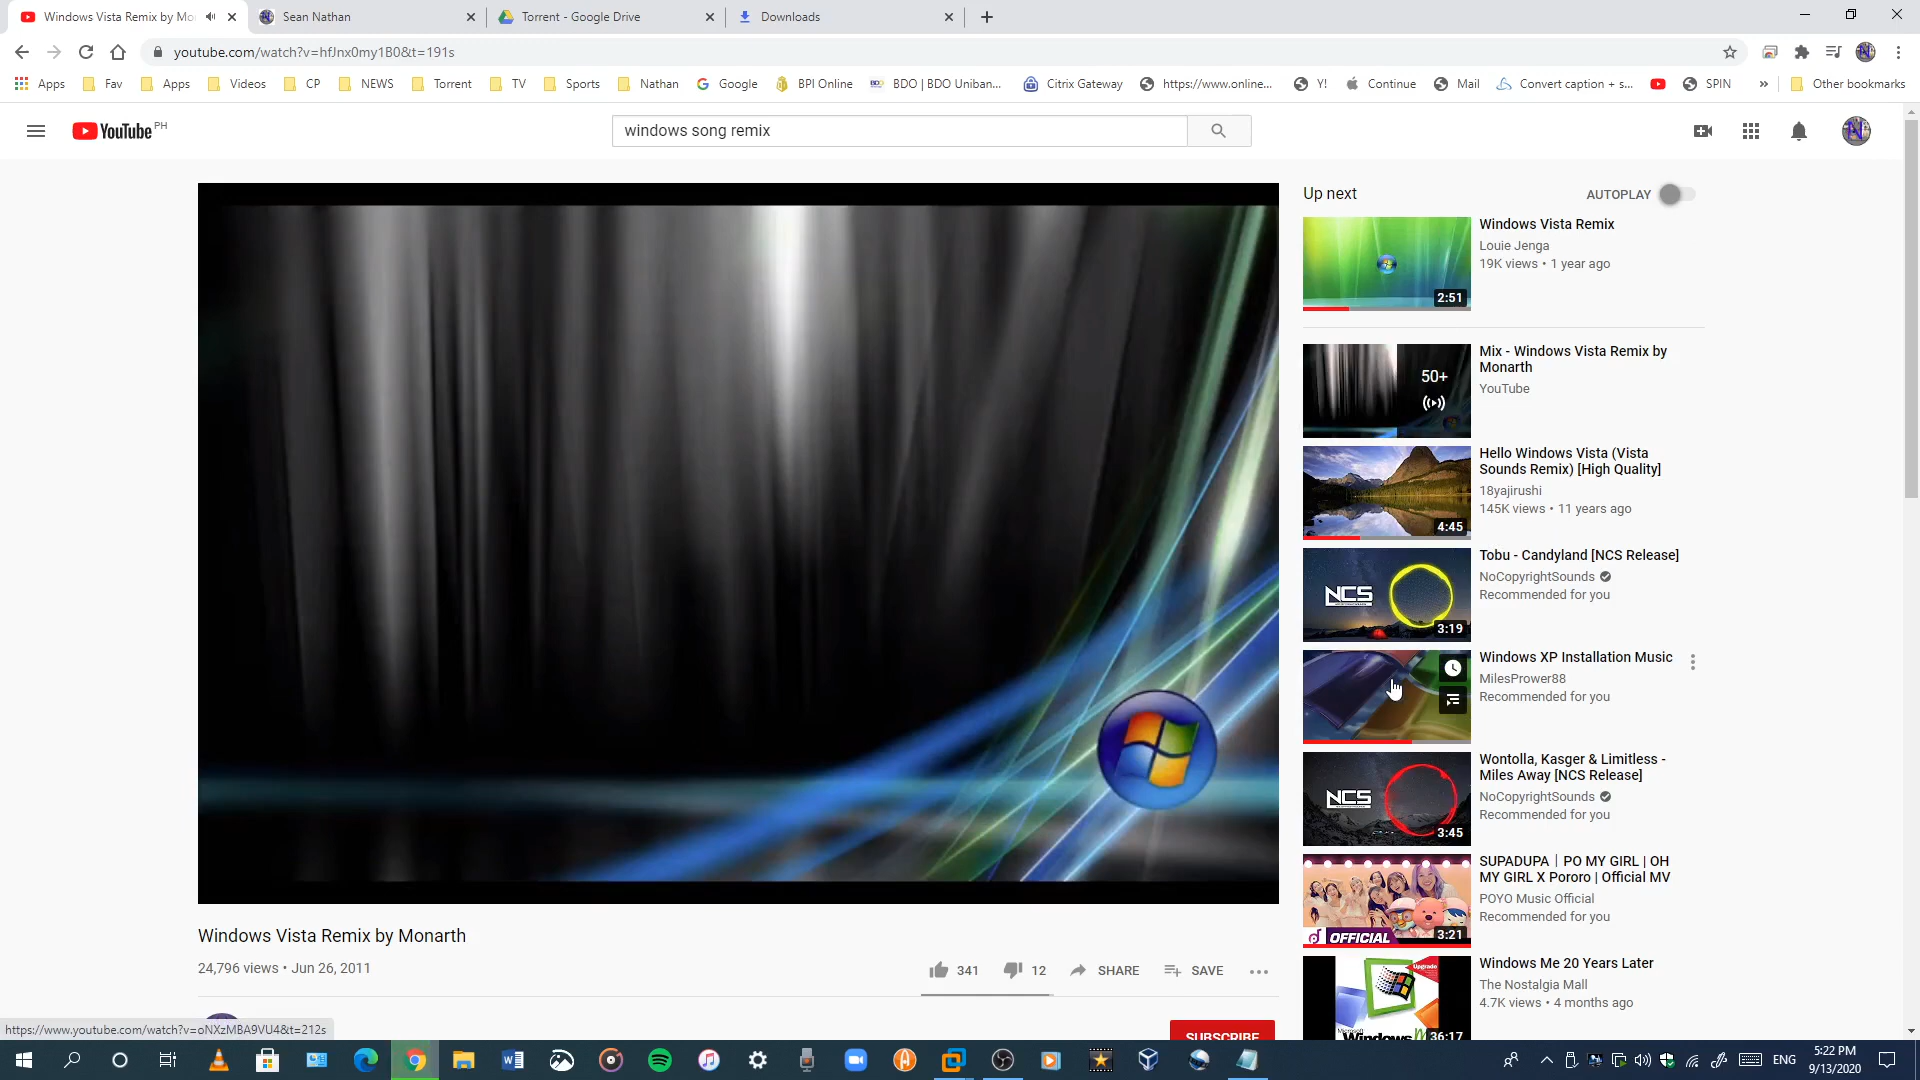 Windows Vista Remix by Mo
Sean Nathan
Torrent - Google Drive
Downloads
youtube.com/watch?v=hfJnx0my1B0&t=191s
Apps
Fav
Apps
Videos
CP
NEWS
Torrent
TV
Sports
Nathan
Google
BPI Online
BDO | BDO Uniban...
Citrix Gateway
https://www.online...
Y!
Continue
Mail
Convert caption + s...
SPIN
Other bookmarks
YouTube PH
windows song remix
Up next
AUTOPLAY
Windows Vista Remix
Louie Jenga
19K views • 1 year ago
2:51
Mix - Windows Vista Remix by
Monarth
YouTube
50+
Hello Windows Vista (Vista
Sounds Remix) [High Quality]
18yajirushi
145K views • 11 years ago
4:45
Tobu - Candyland [NCS Release]
NoCopyrightSounds
Recommended for you
NCS
3:19
Windows XP Installation Music
MilesPrower88
Recommended for you
Wontolla, Kasger & Limitless -
Miles Away [NCS Release]
NoCopyrightSounds
Recommended for you
NCS
3:45
SUPADUPA｜PO MY GIRL | OH
MY GIRL X Pororo | Official MV
POYO Music Official
Recommended for you
OFFICIAL
3:21
Windows Me 20 Years Later
The Nostalgia Mall
4.7K views • 4 months ago
Upgrade
Microsoft
Windows M
36:17
Windows Vista Remix by Monarth
24,796 views • Jun 26, 2011
341
12
SHARE
SAVE
SUBSCRIBE
https://www.youtube.com/watch?v=oNXzMBA9VU4&t=212s
ENG
5:22 PM
9/13/2020